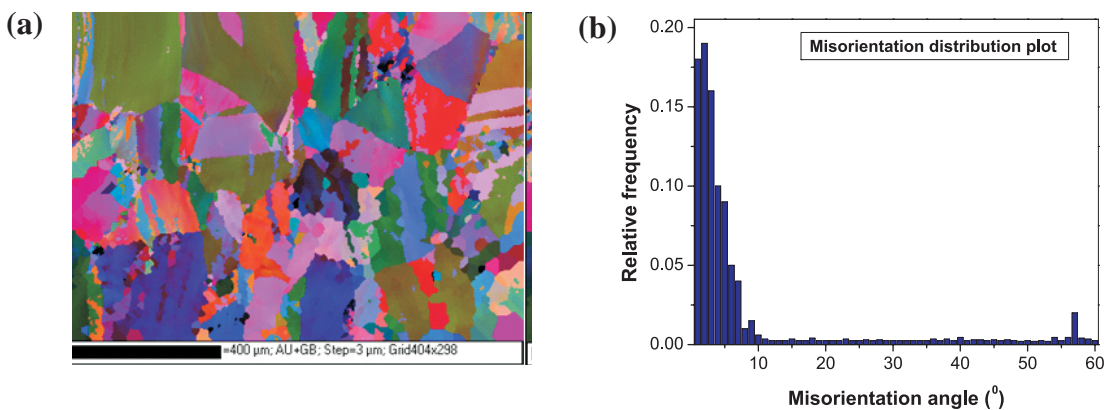 (a)
=400 µm; AU+GB; Step=3 µm; Grid404x298
(b)
Misorientation distribution plot
Relative frequency
0.20
0.15
0.10
0.05
0.00
10 20 30 40 50 60
Misorientation angle (⁰)